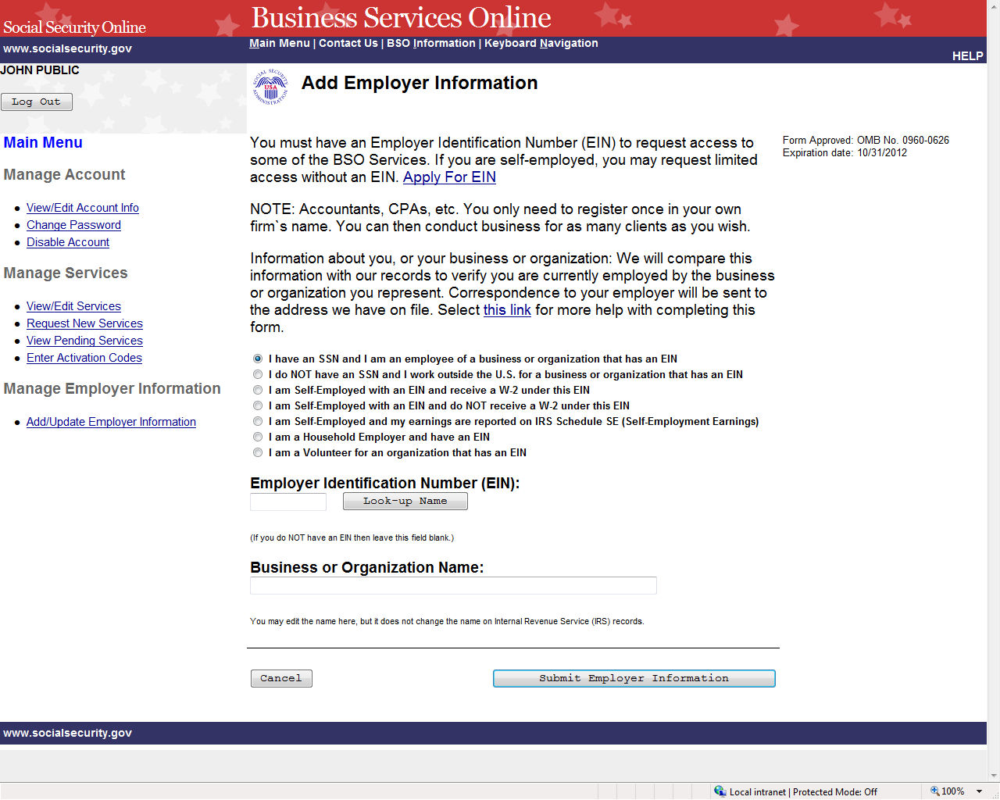 Social Security Online
Business Services Online
www.socialsecurity.gov
Main Menu | Contact Us | BSO Information | Keyboard Navigation
HELP
JOHN PUBLIC
Log Out
SOCIAL SECURITY
USA
ADMINISTRATION
Add Employer Information
Main Menu
Manage Account
View/Edit Account Info
Change Password
Disable Account
Manage Services
View/Edit Services
Request New Services
View Pending Services
Enter Activation Codes
Manage Employer Information
Add/Update Employer Information
You must have an Employer Identification Number (EIN) to request access to
some of the BSO Services. If you are self-employed, you may request limited
access without an EIN. Apply For EIN
NOTE: Accountants, CPAs, etc. You only need to register once in your own
firm`s name. You can then conduct business for as many clients as you wish.
Information about you, or your business or organization: We will compare this
information with our records to verify you are currently employed by the business
or organization you represent. Correspondence to your employer will be sent to
the address we have on file. Select this link for more help with completing this
form.
I have an SSN and I am an employee of a business or organization that has an EIN
I do NOT have an SSN and I work outside the U.S. for a business or organization that has an EIN
I am Self-Employed with an EIN and receive a W-2 under this EIN
I am Self-Employed with an EIN and do NOT receive a W-2 under this EIN
I am Self-Employed and my earnings are reported on IRS Schedule SE (Self-Employment Earnings)
I am a Household Employer and have an EIN
I am a Volunteer for an organization that has an EIN
Employer Identification Number (EIN):
Look-up Name
(If you do NOT have an EIN then leave this field blank.)
Business or Organization Name:
You may edit the name here, but it does not change the name on Internal Revenue Service (IRS) records.
Cancel
Submit Employer Information
Form Approved: OMB No. 0960-0626
Expiration date: 10/31/2012
www.socialsecurity.gov
Local intranet | Protected Mode: Off
100%